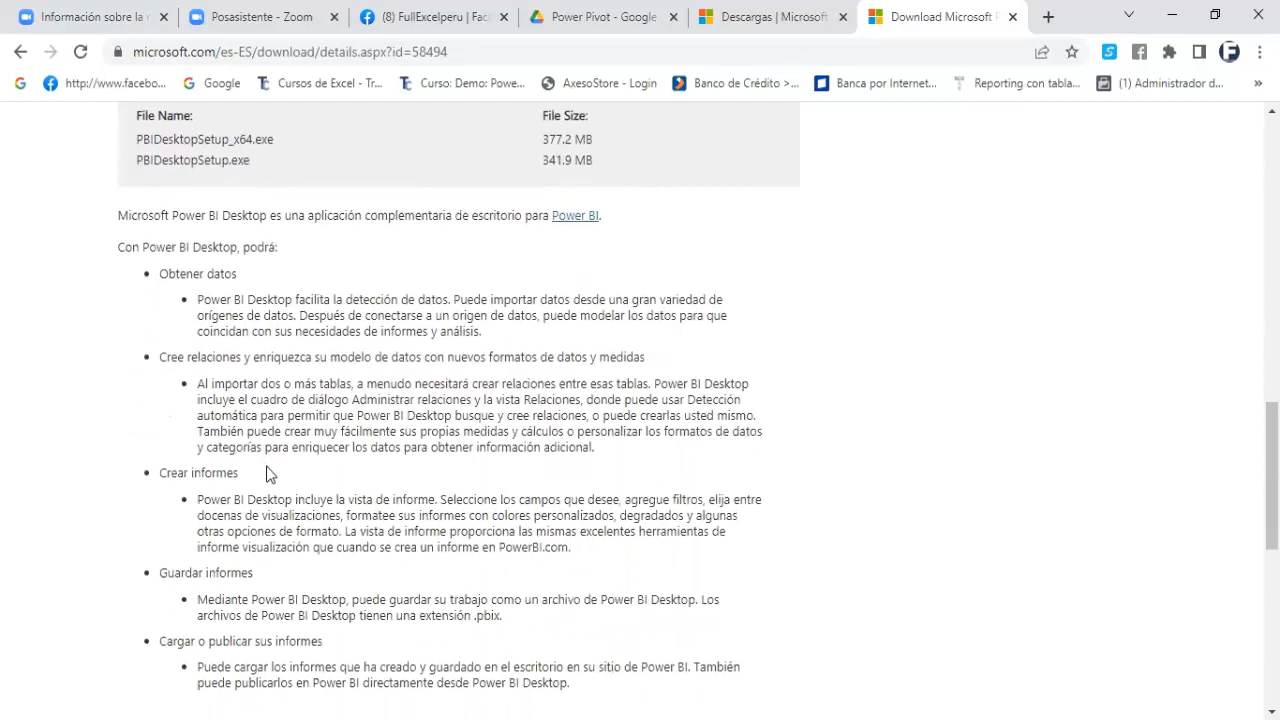 Información sobre la r
Posasistente - Zoom
(8) FullExcelperu | Fac
Power Pivot - Google
Descargas | Microsoft
Download Microsoft P
microsoft.com/es-ES/download/details.aspx?id=58494
http://www.facebo...
Google
Cursos de Excel - Tr...
Curso: Demo: Powe...
AxesoStore - Login
Banco de Crédito >...
Banca por Internet...
Reporting con tabla...
(1) Administrador d...
»
File Name:
File Size:
PBIDesktopSetup_x64.exe
377.2 MB
PBIDesktopSetup.exe
341.9 MB
Microsoft Power BI Desktop es una aplicación complementaria de escritorio para Power BI.
Con Power BI Desktop, podrá:
Obtener datos
Power BI Desktop facilita la detección de datos. Puede importar datos desde una gran variedad de
orígenes de datos. Después de conectarse a un origen de datos, puede modelar los datos para que
coincidan con sus necesidades de informes y análisis.
Cree relaciones y enriquezca su modelo de datos con nuevos formatos de datos y medidas
Al importar dos o más tablas, a menudo necesitará crear relaciones entre esas tablas. Power BI Desktop
incluye el cuadro de diálogo Administrar relaciones y la vista Relaciones, donde puede usar Detección
automática para permitir que Power BI Desktop busque y cree relaciones, o puede crearlas usted mismo.
También puede crear muy fácilmente sus propias medidas y cálculos o personalizar los formatos de datos
y categorías para enriquecer los datos para obtener información adicional.
Crear informes
Power BI Desktop incluye la vista de informe. Seleccione los campos que desee, agregue filtros, elija entre
docenas de visualizaciones, formatee sus informes con colores personalizados, degradados y algunas
otras opciones de formato. La vista de informe proporciona las mismas excelentes herramientas de
informe visualización que cuando se crea un informe en PowerBI.com.
Guardar informes
Mediante Power BI Desktop, puede guardar su trabajo como un archivo de Power BI Desktop. Los
archivos de Power BI Desktop tienen una extensión .pbix.
Cargar o publicar sus informes
Puede cargar los informes que ha creado y guardado en el escritorio en su sitio de Power BI. También
puede publicarlos en Power BI directamente desde Power BI Desktop.